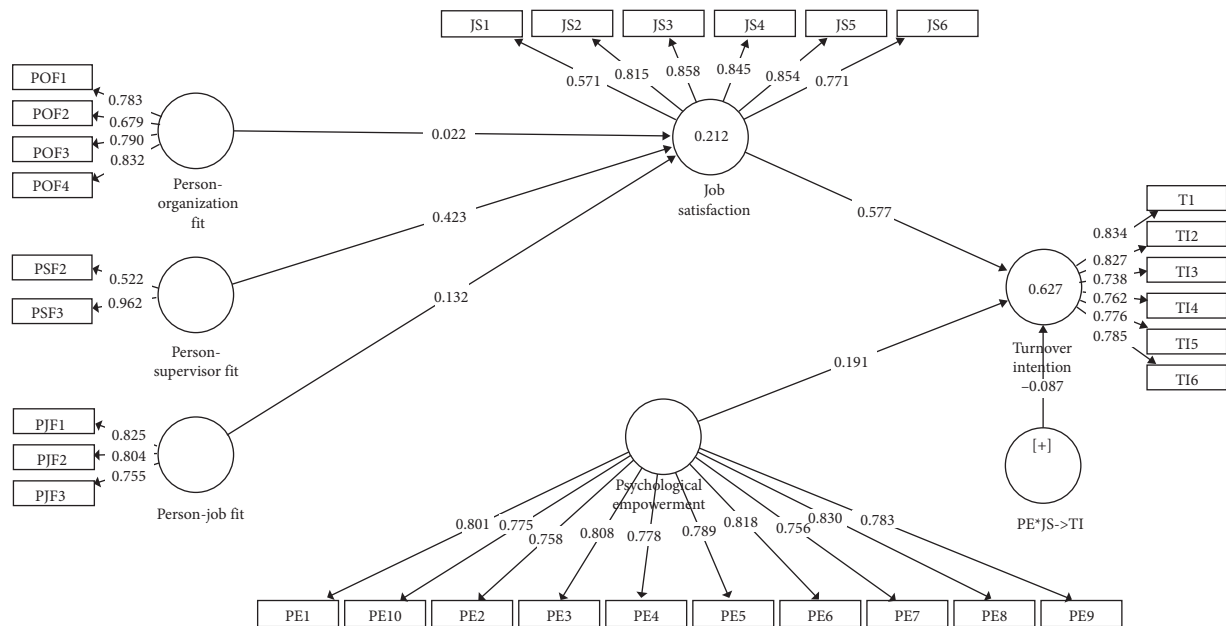 JS1 JS2 JS3 JS4 JS5 JS6
0.571 0.815 0.858 0.845 0.854 0.771
POF1
POF2
POF3
POF4
0.783
0.679
0.790
0.832
Person-
organization
fit
0.022
0.212
Job
satisfaction
PSF2
PSF3
0.522
0.962
Person-
supervisor fit
0.423
PJF1
PJF2
PJF3
0.825
0.804
0.755
Person-job fit
0.132
0.577
0.191
0.627
Turnover
intention
–0.087
T1
TI2
TI3
TI4
TI5
TI6
0.834
0.827
0.738
0.762
0.776
0.785
[+]
PE*JS->TI
Psychological
empowerment
0.801 0.775 0.758 0.808 0.778 0.789 0.818 0.756 0.830 0.783
PE1 PE10 PE2 PE3 PE4 PE5 PE6 PE7 PE8 PE9